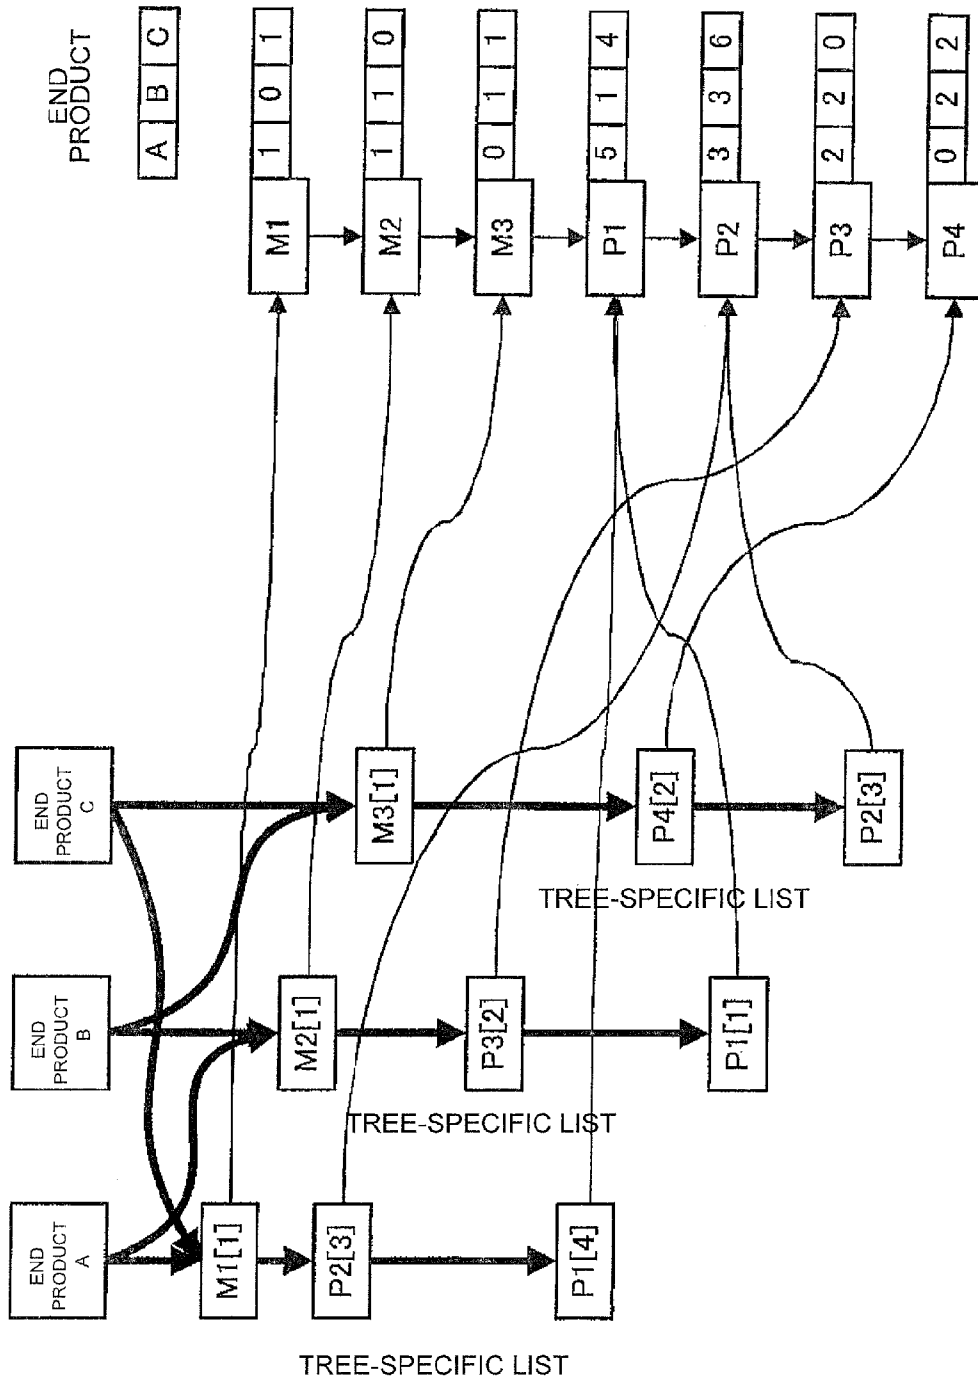 END
PRODUCT
A B C
M1 1 0 1
M2 1 1 0
M3 0 1 1
P1 5 1 4
P2 3 3 6
P3 2 2 0
P4 0 2 2
END
PRODUCT
C
M3[1]
P4[2]
P2[3]
TREE-SPECIFIC LIST
END
PRODUCT
B
M2[1]
P3[2]
P1[1]
TREE-SPECIFIC LIST
END
PRODUCT
A
M1[1]
P2[3]
P1[4]
TREE-SPECIFIC LIST